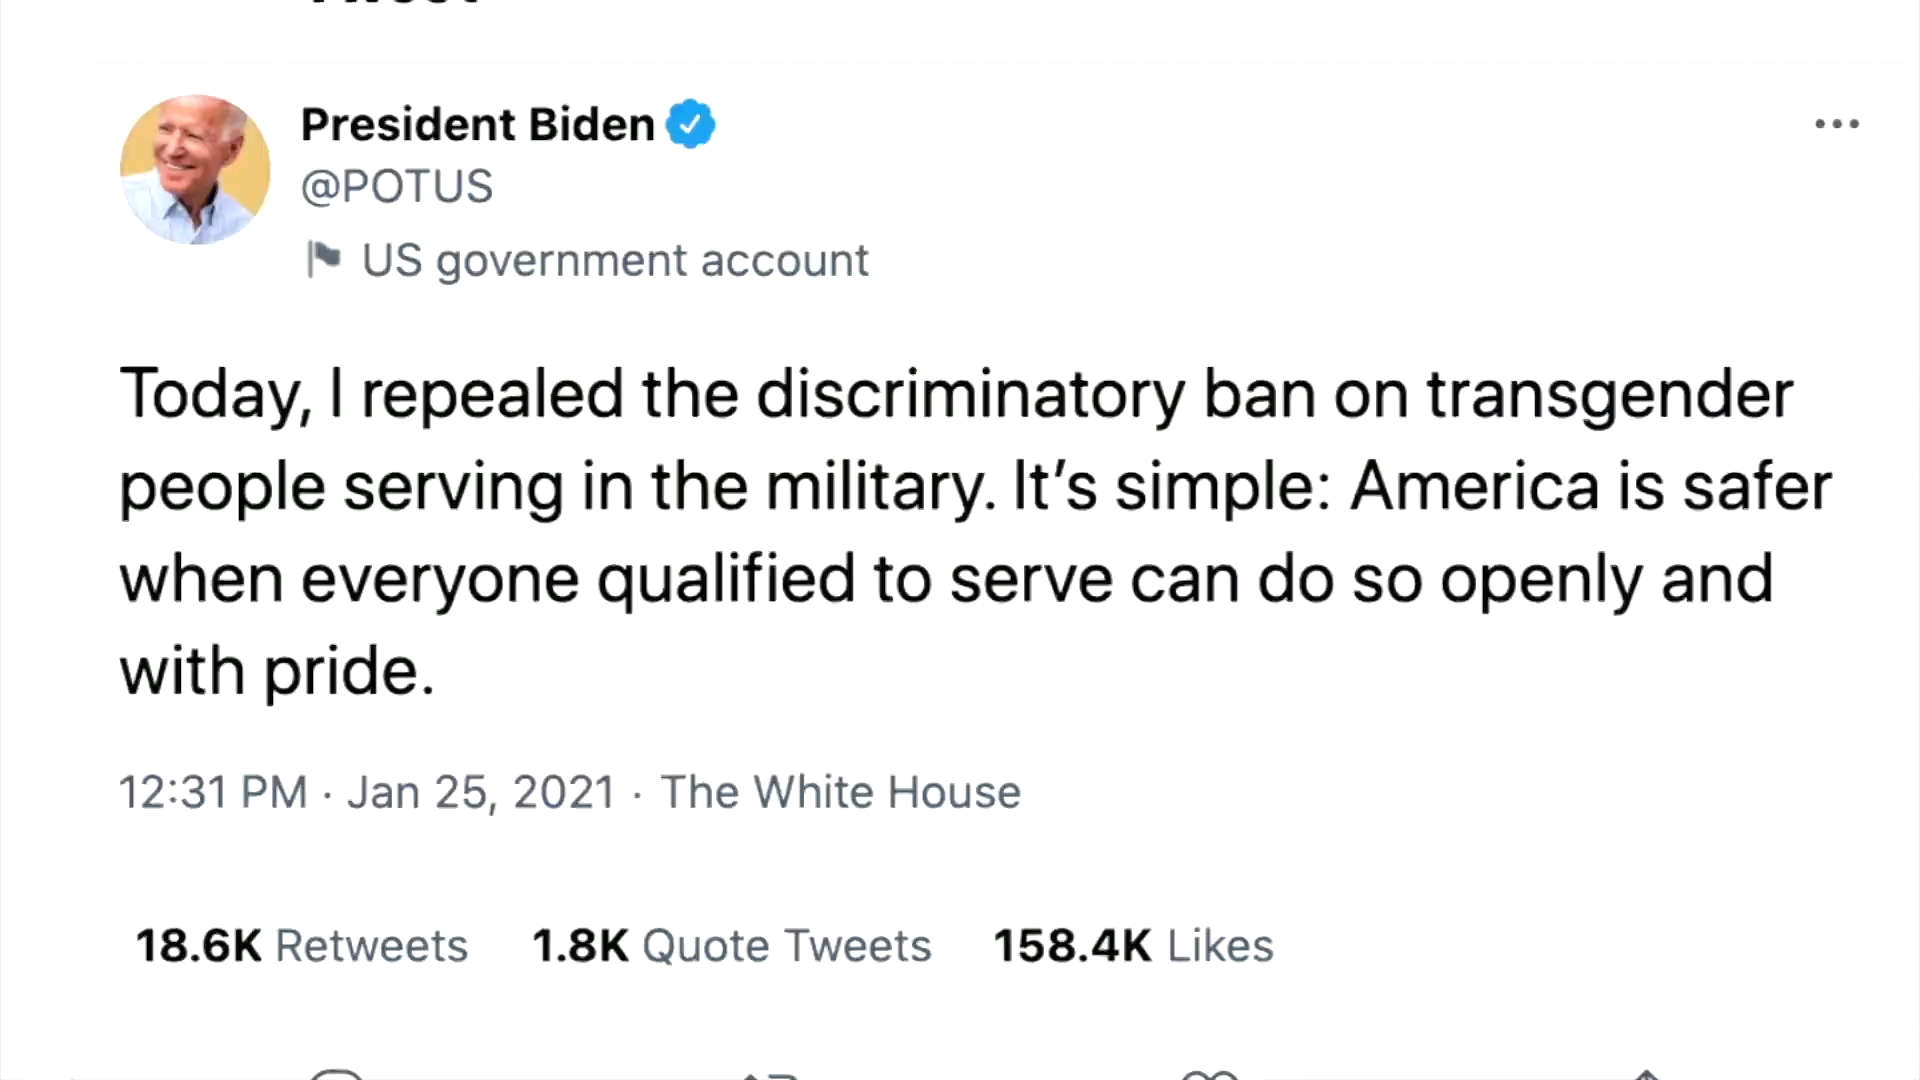 Tweet
President Biden
@POTUS
US government account
Today, I repealed the discriminatory ban on transgender
people serving in the military. It’s simple: America is safer
when everyone qualified to serve can do so openly and
with pride.
12:31 PM · Jan 25, 2021 · The White House
18.6K Retweets 1.8K Quote Tweets 158.4K Likes